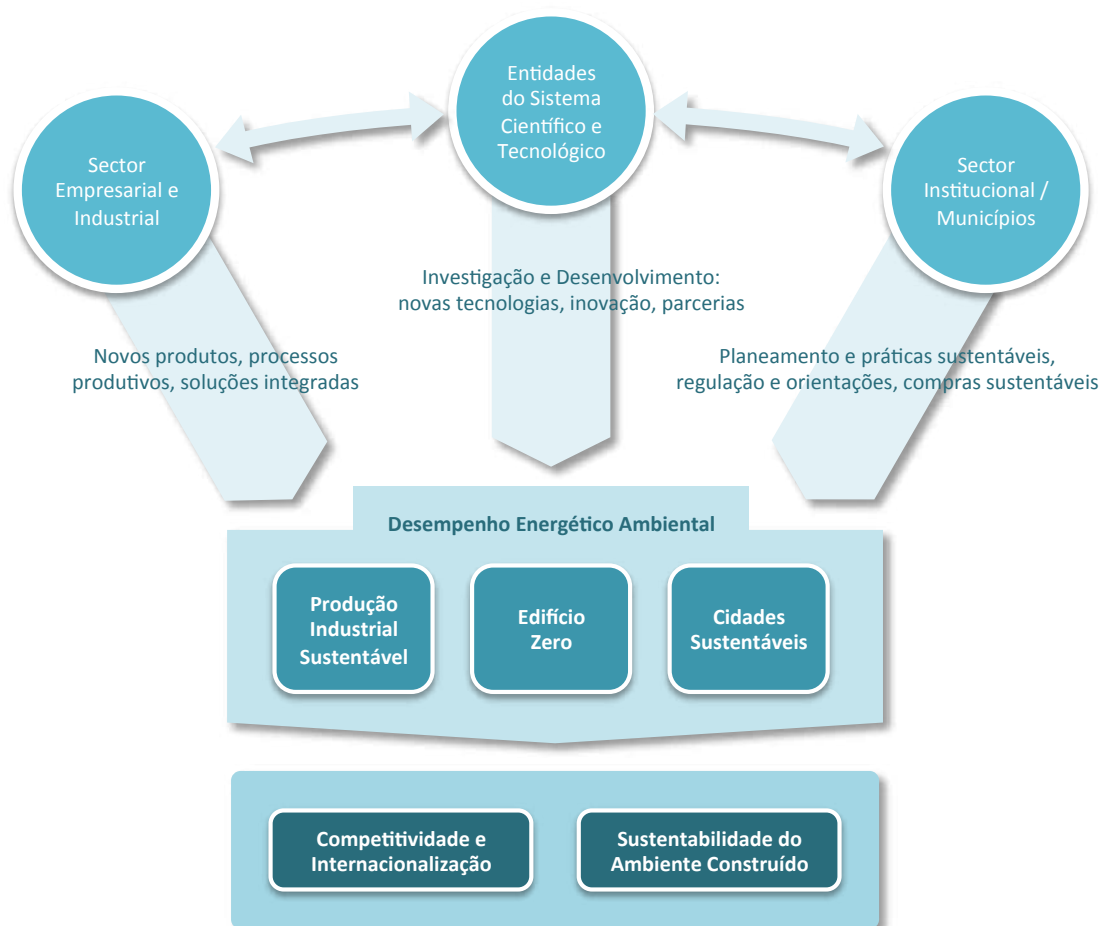 Entidades
do Sistema
Científico e
Tecnológico
Sector
Empresarial e
Industrial
Sector
Institucional /
Municípios
Investigação e Desenvolvimento:
novas tecnologias, inovação, parcerias
Novos produtos, processos
produtivos, soluções integradas
Planeamento e práticas sustentáveis,
regulação e orientações, compras sustentáveis
Desempenho Energético Ambiental
Produção
Industrial
Sustentável
Edifício
Zero
Cidades
Sustentáveis
Competitividade e
Internacionalização
Sustentabilidade do
Ambiente Construído